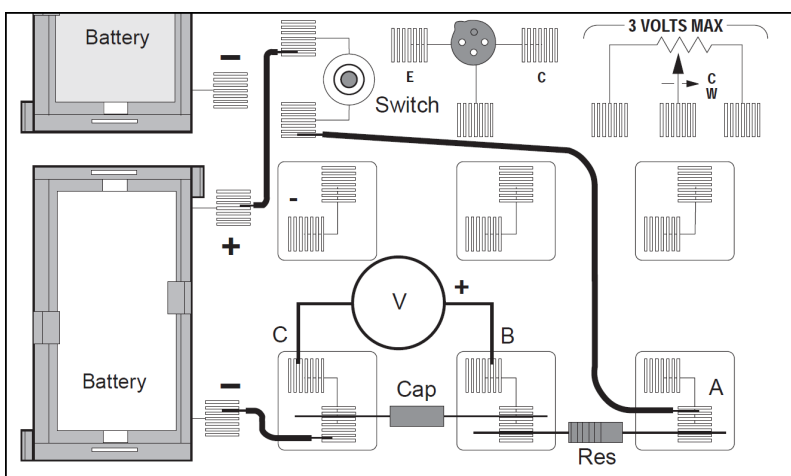 Battery
−
E
C
Switch
3 VOLTS MAX
C
W
-
+
V
+
C
B
A
Battery
−
Cap
Res